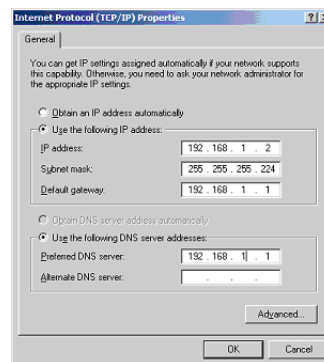 Internet Protocol (TCP/IP) Properties
General
You can get IP settings assigned automatically if your network supports
this capability. Otherwise, you need to ask your network administrator for
the appropriate IP settings.
Obtain an IP address automatically
Use the following IP address:
IP address: 192 . 168 . 1 . 2
Subnet mask: 255 . 255 . 255 . 224
Default gateway: 192 . 168 . 1 . 1
Obtain DNS server address automatically
Use the following DNS server addresses:
Preferred DNS server: 192 . 168 . 1 . 1
Alternate DNS server: . . .
Advanced...
OK Cancel